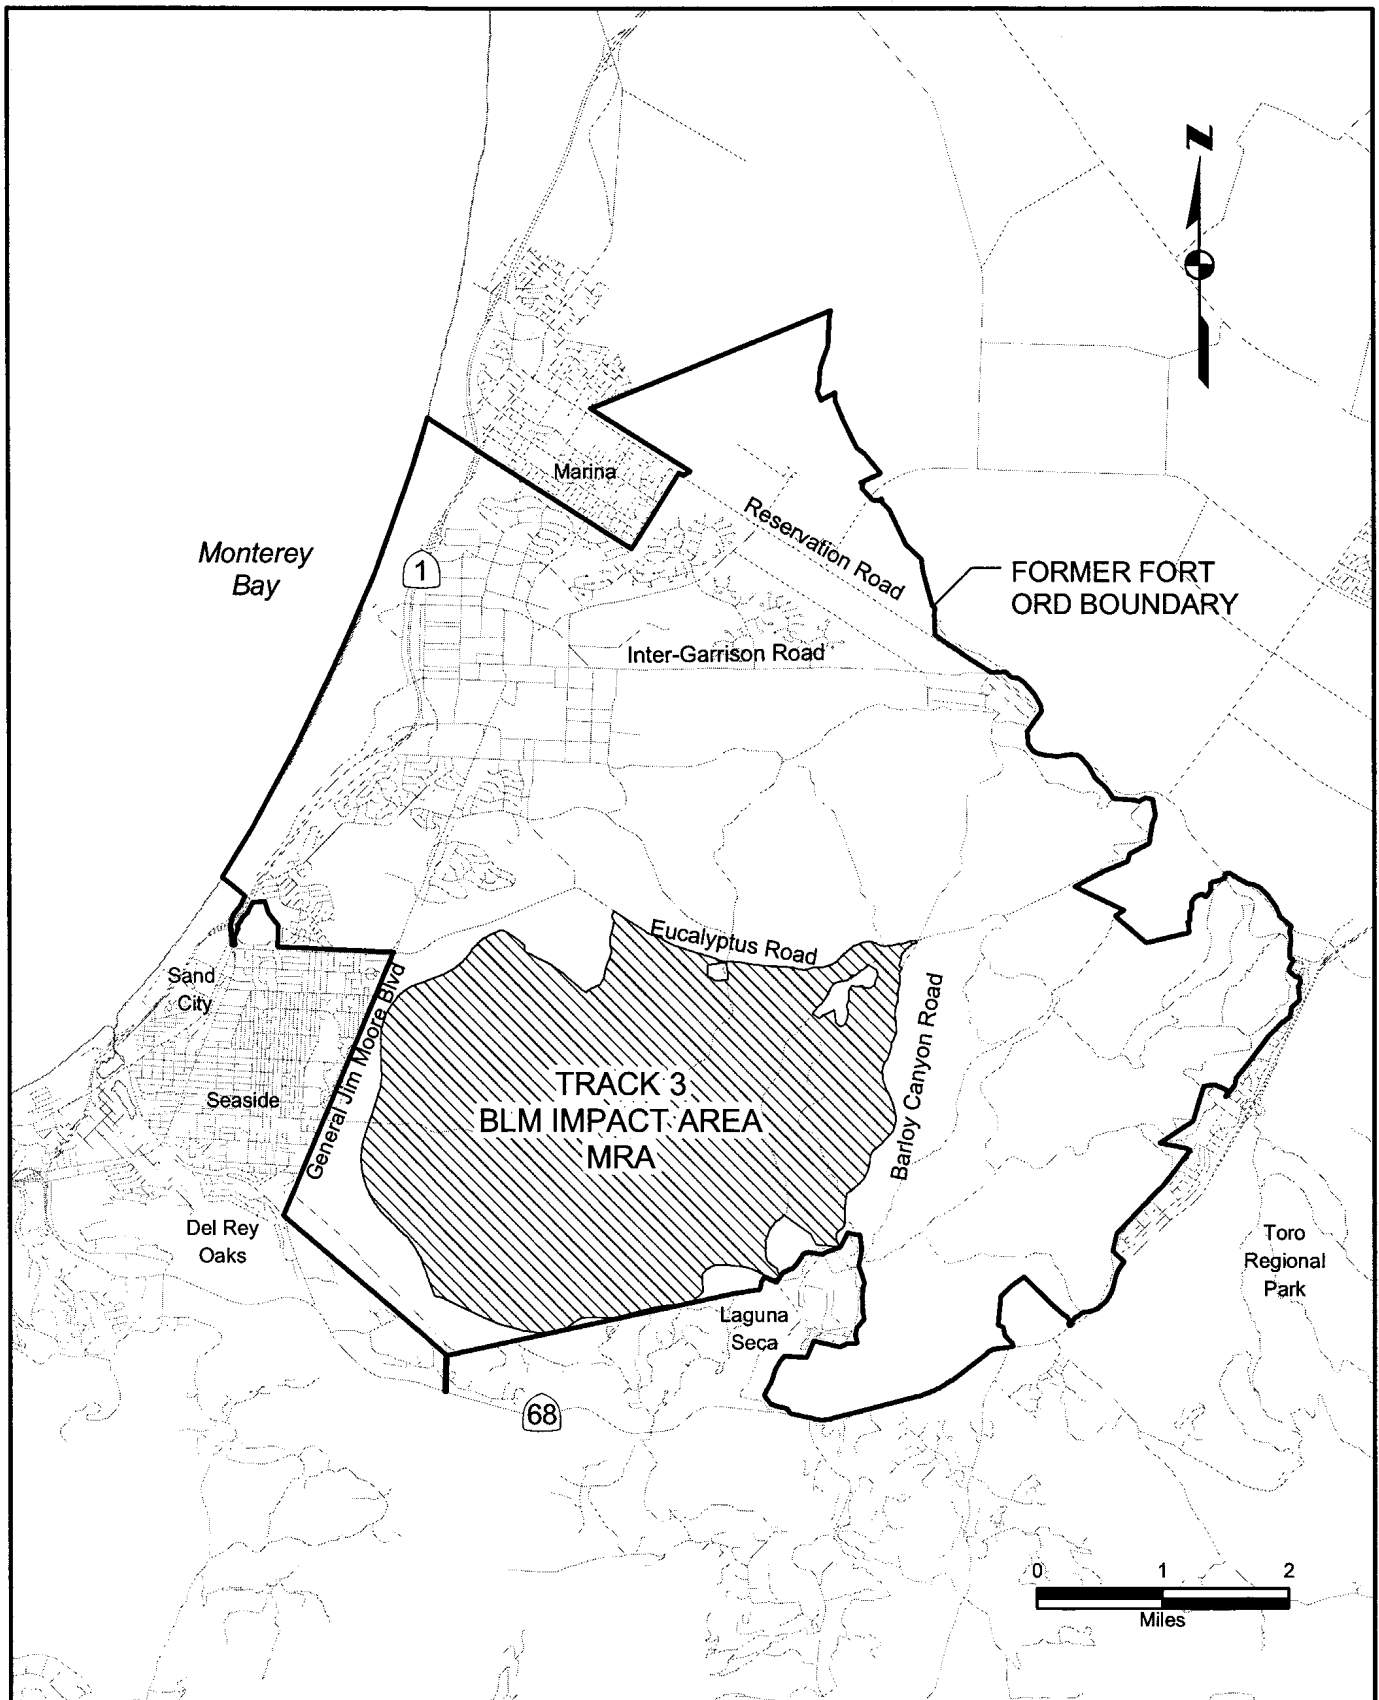 N
Marina
Reservation Road
Monterey
Bay
1
FORMER FORT
ORD BOUNDARY
Inter-Garrison Road
Eucalyptus Road
Sand
City
General Jim Moore Blvd
Barloy Canyon Road
TRACK 3
BLM IMPACT AREA
MRA
Seaside
Del Rey
Oaks
Toro
Regional
Park
Laguna
Seca
68
0 1 2
Miles